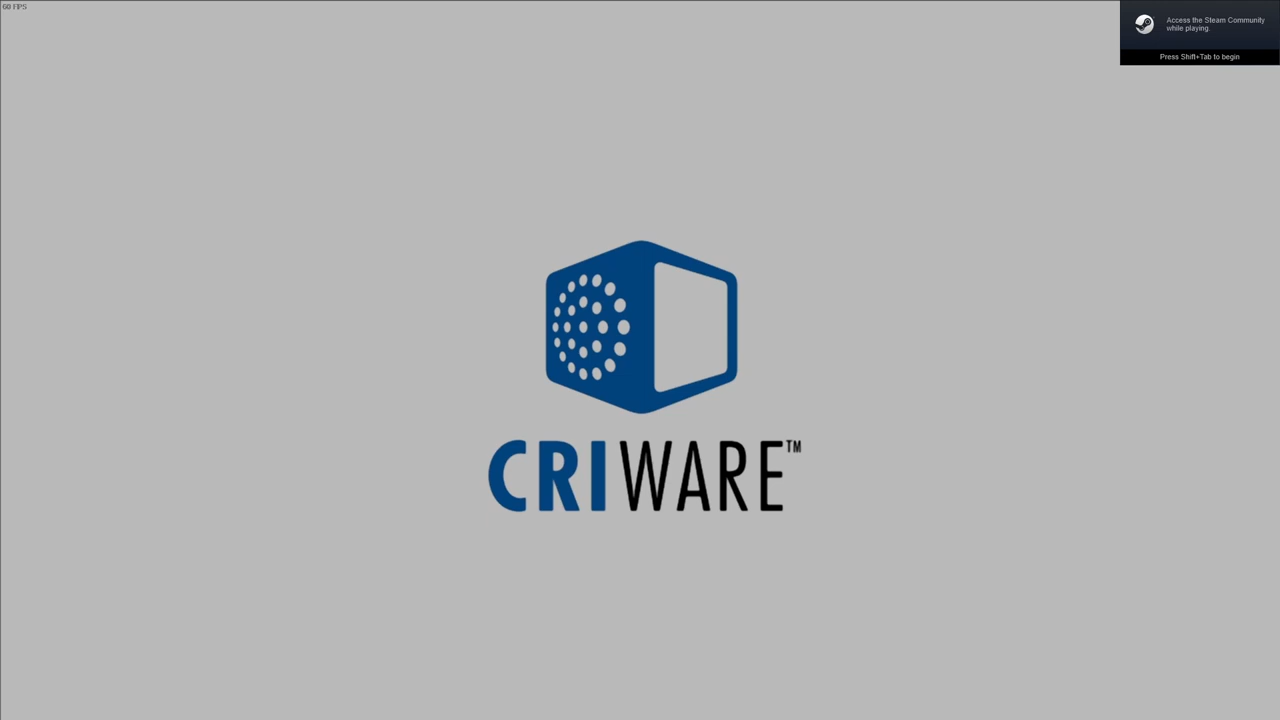 60 FPS
Access the Steam Community
while playing.
Press Shift+Tab to begin
CRIWARE™